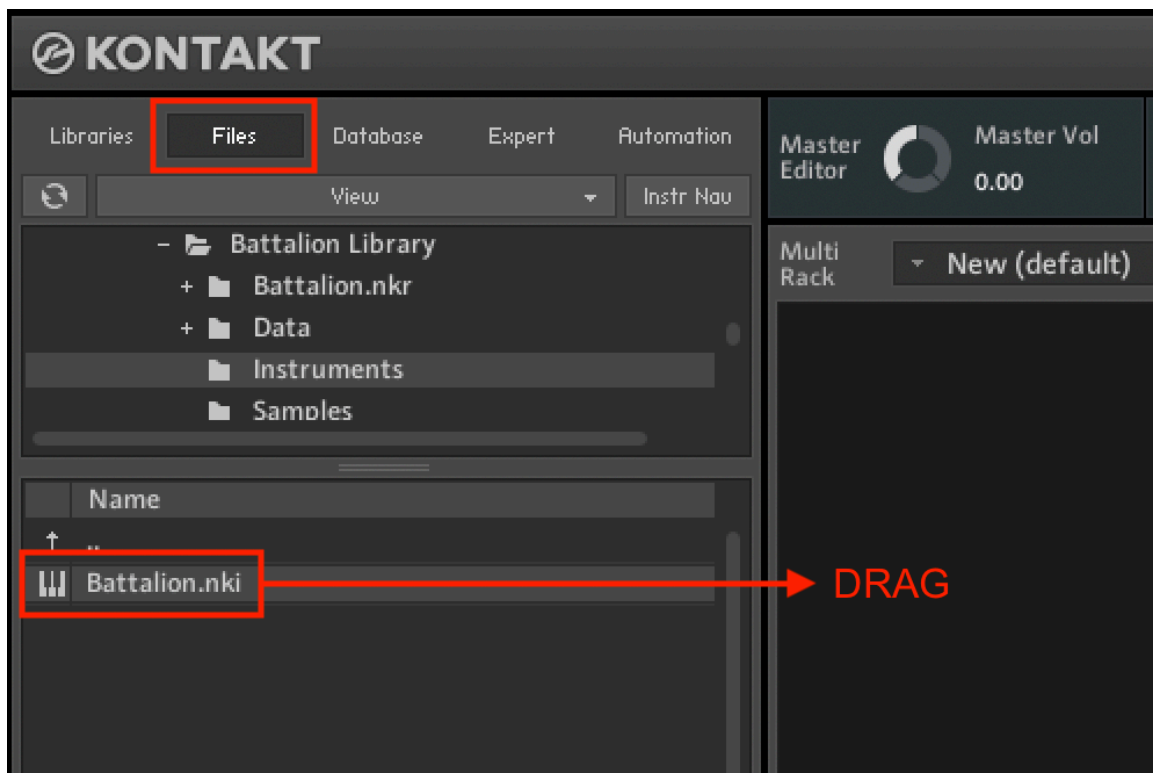 KONTAKT
Libraries Files Database Expert Automation
View Instr Nav
Battalion Library
Battalion.nkr
Data
Instruments
Samples
Name
..
Battalion.nki
Master Editor
Master Vol
0.00
Multi Rack
New (default)
DRAG